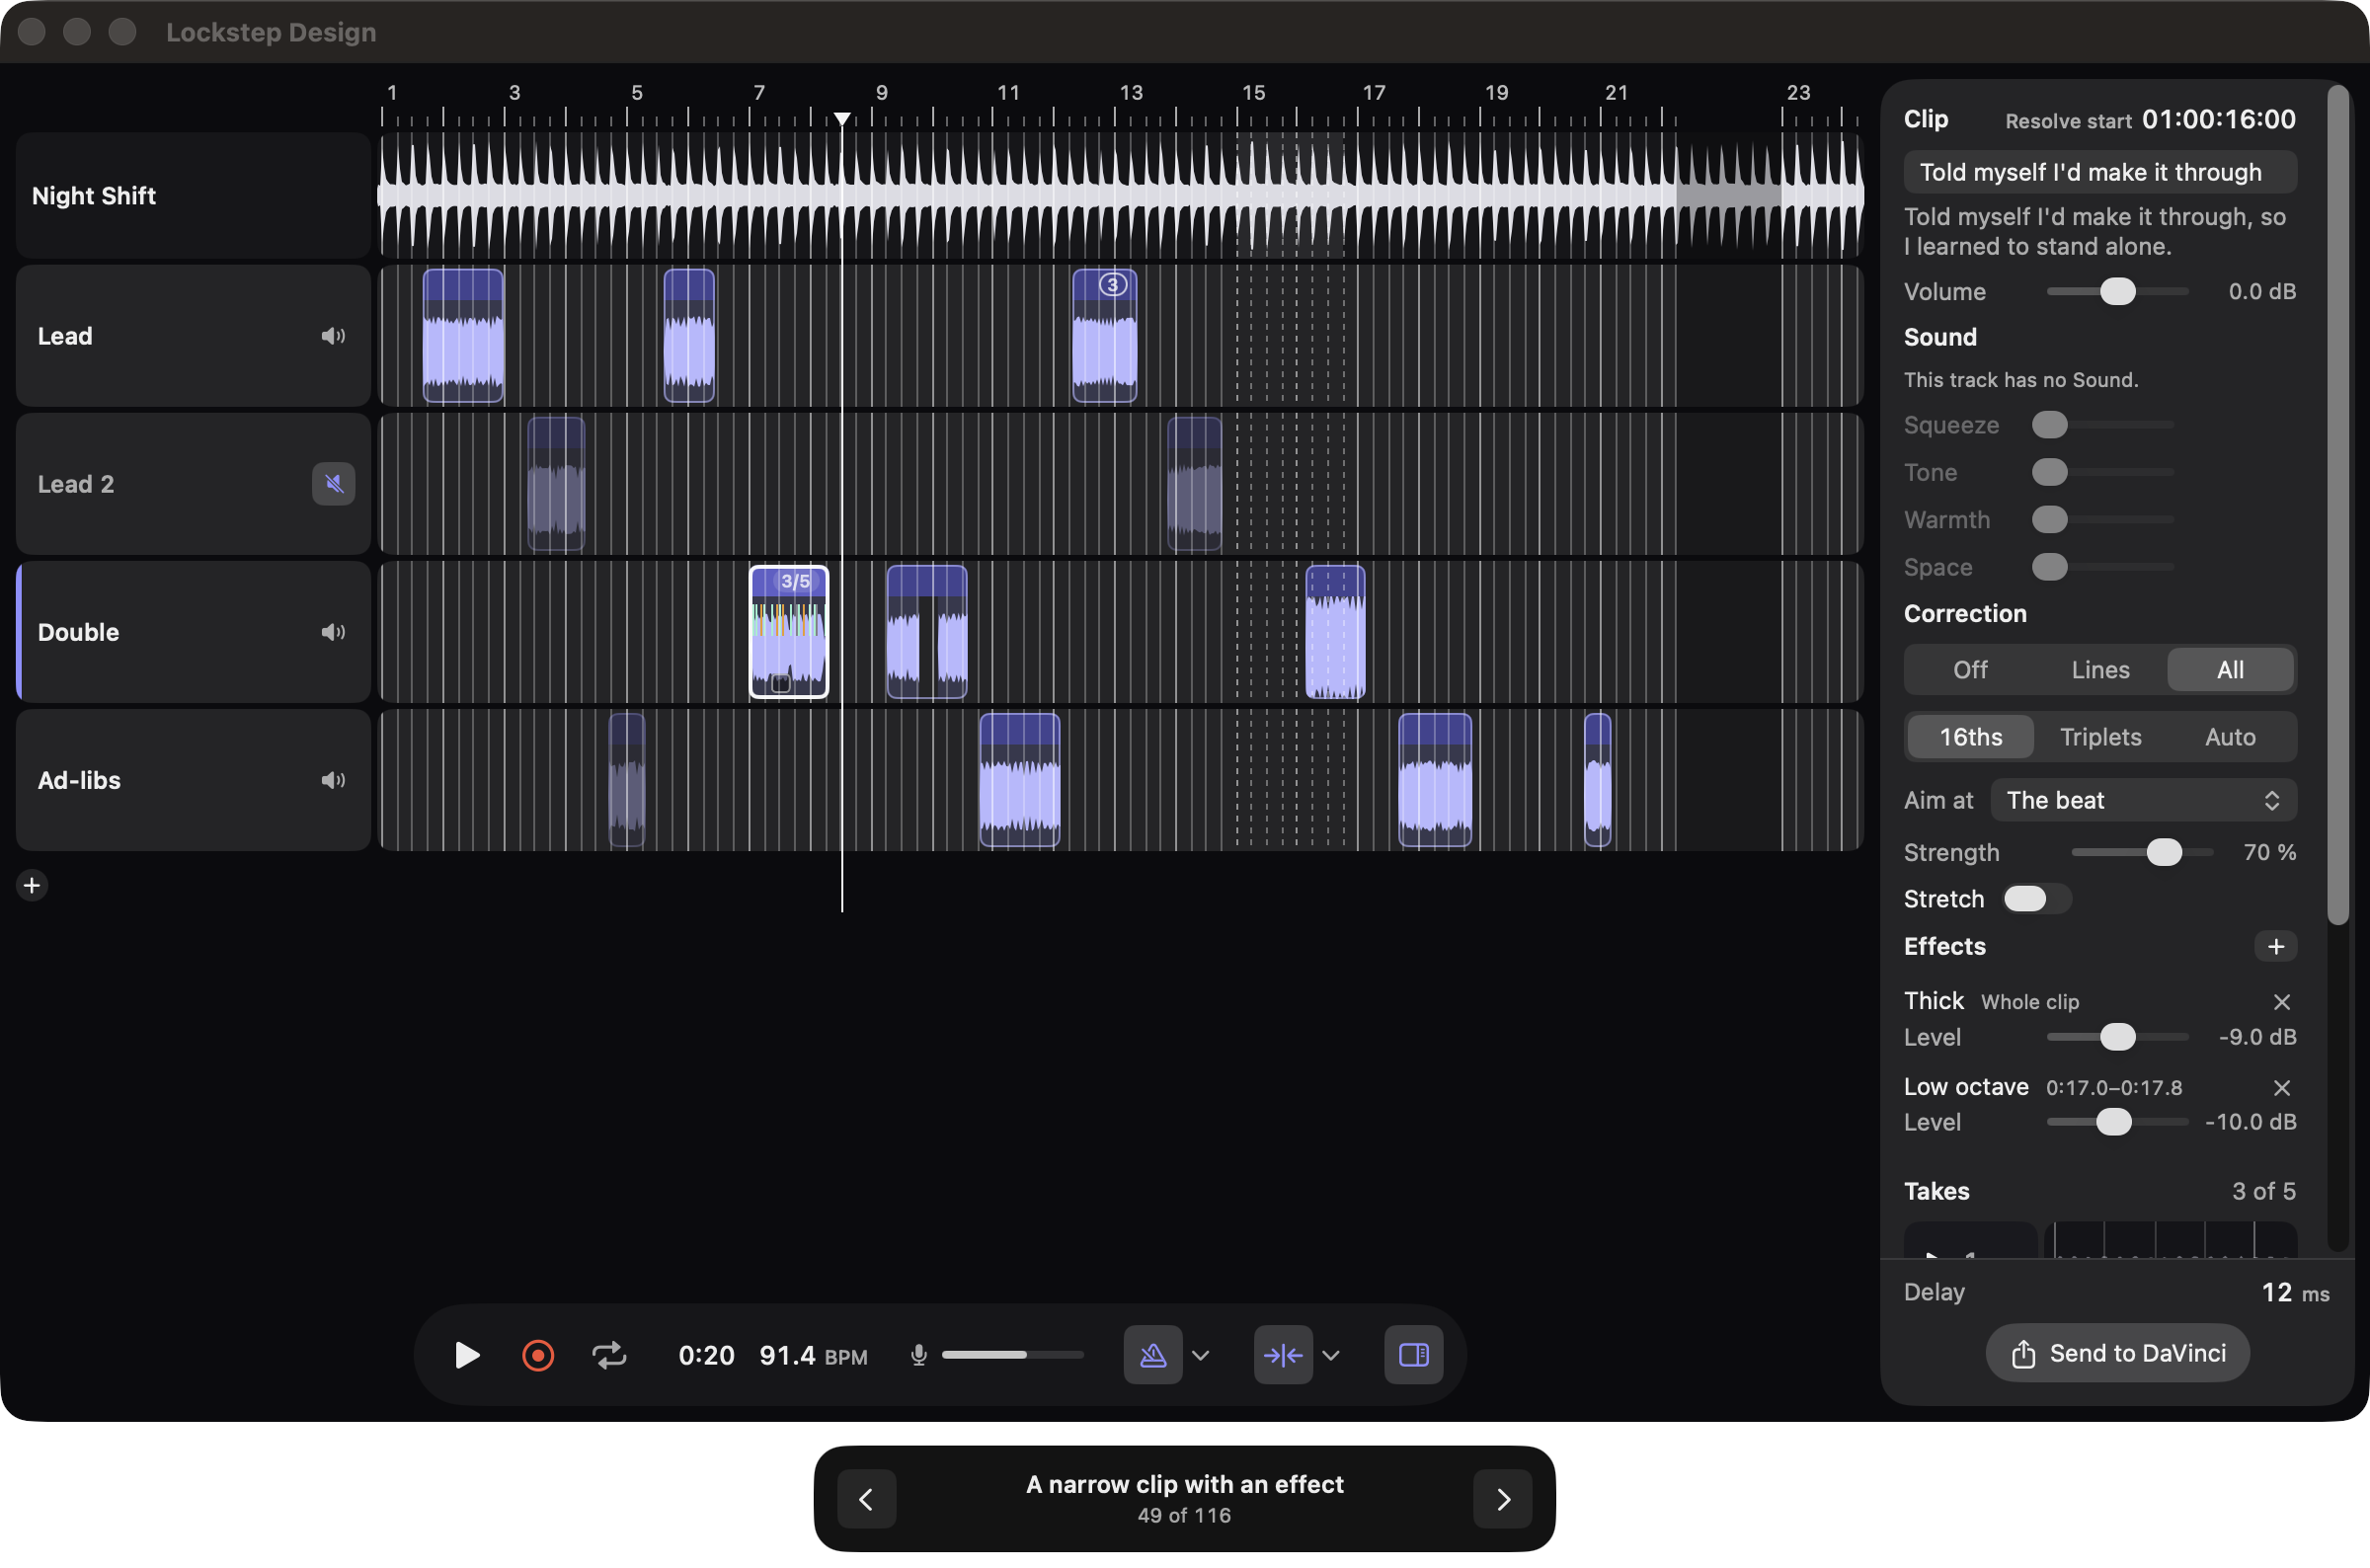 Lockstep Design
1 3 5 7 9 11 13 15 17 19 21 23
Night Shift
Lead
3
Lead 2
Double
3/5
Ad-libs
Clip Resolve start 01:00:16:00
Told myself I'd make it through
Told myself I'd make it through, so
I learned to stand alone.
Volume 0.0 dB
Sound
This track has no Sound.
Squeeze
Tone
Warmth
Space
Correction
Off Lines All
16ths Triplets Auto
Aim at The beat
Strength 70 %
Stretch
Effects
Thick Whole clip
Level -9.0 dB
Low octave 0:17.0–0:17.8
Level -10.0 dB
Takes 3 of 5
Delay 12 ms
Send to DaVinci
0:20 91.4 BPM
A narrow clip with an effect
49 of 116